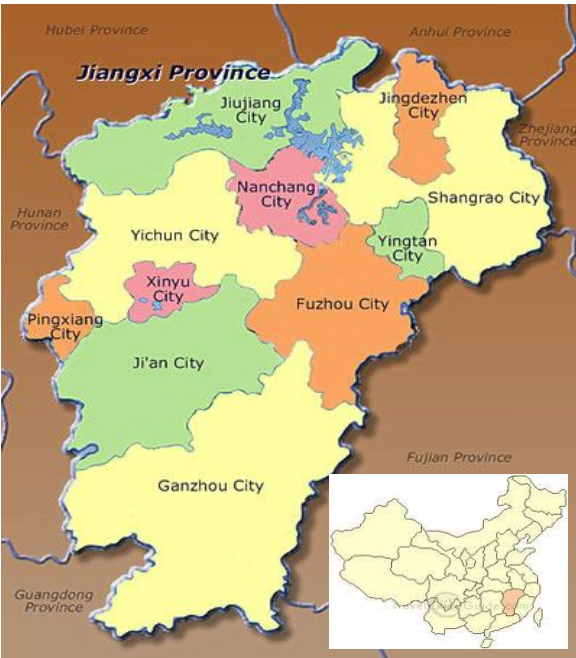 Hubei Province
Anhui Province
Jiangxi Province
Jiujiang
City
Jingdezhen
City
Zhejiang
Province
Nanchang
City
Shangrao City
Hunan
Province
Yichun City
Yingtan
City
Xinyu
City
Fuzhou City
Pingxiang
City
Ji'an City
Fujian Province
Ganzhou City
Guangdong
Province